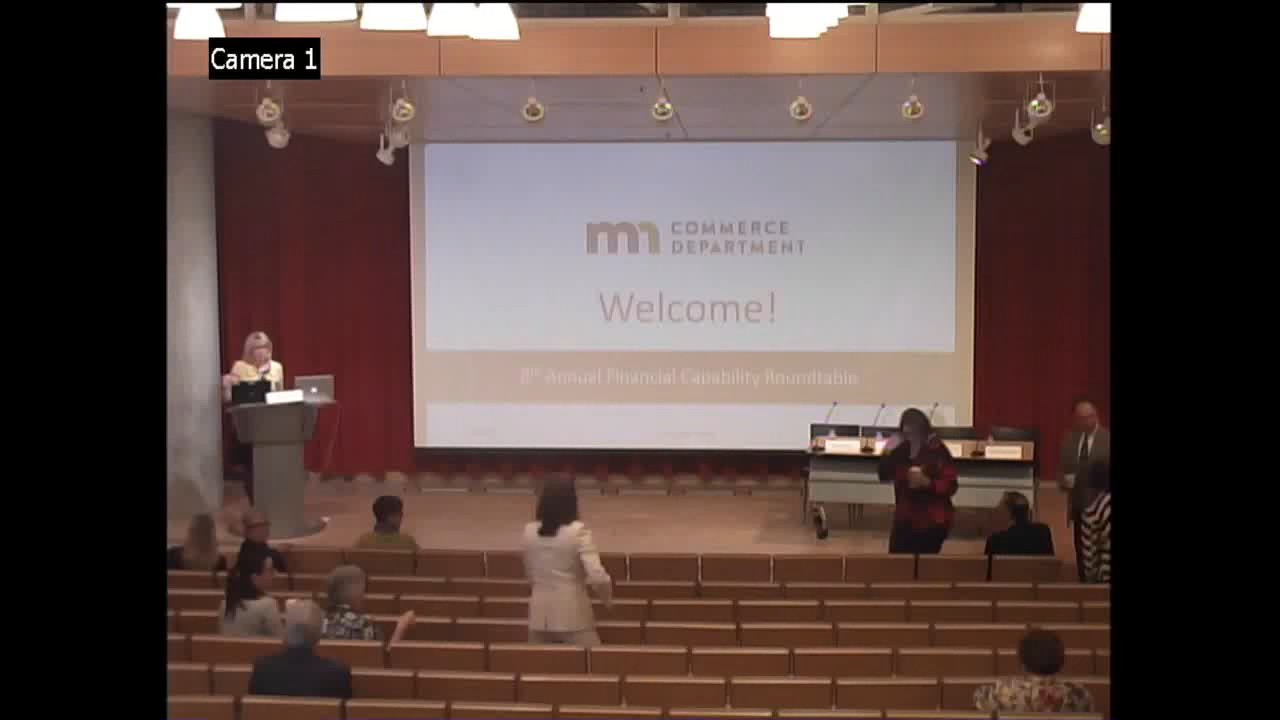 Camera 1
mn COMMERCE
DEPARTMENT
Welcome!
Annual Financial Capability Roundtable